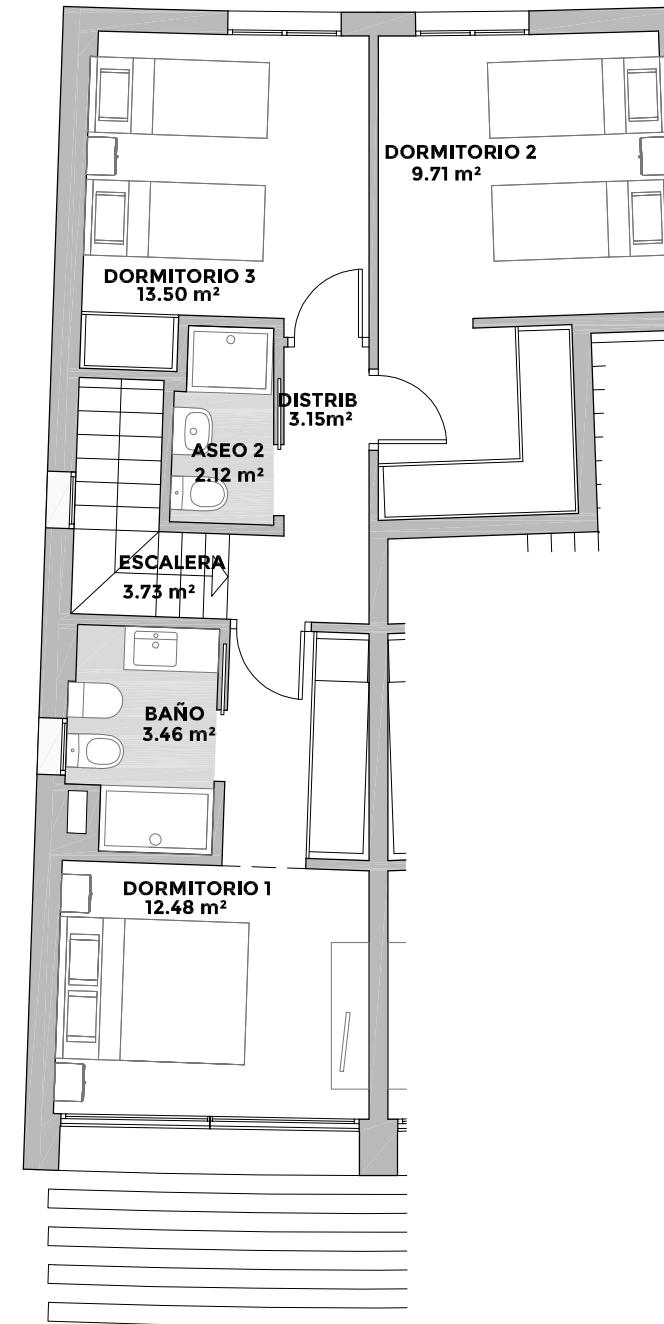 DORMITORIO 2
9.71 m²
DORMITORIO 3
13.50 m²
DISTRIB
3.15m²
ASEO 2
2.12 m²
ESCALERA
3.73 m²
BAÑO
3.46 m²
DORMITORIO 1
12.48 m²